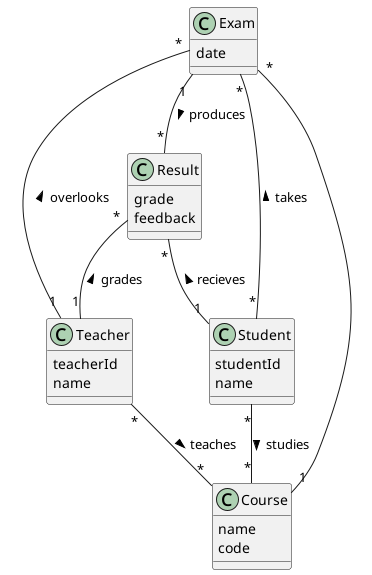 C Exam
date
*
*
*
1
produces
*
C Result
grade
feedback
overlooks
takes
*
*
grades
recieves
1
1
1
*
C Teacher
teacherId
name
C Student
studentId
name
*
*
teaches
studies
*
*
1
C Course
name
code